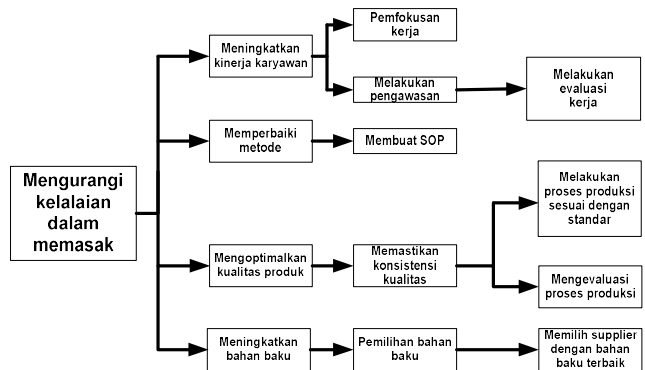 Mengurangi
kelalaian
dalam
memasak
Meningkatkan
kinerja karyawan
Pemfokusan
kerja
Melakukan
pengawasan
Melakukan
evaluasi
kerja
Memperbaiki
metode
Membuat SOP
Mengoptimalkan
kualitas produk
Memastikan
konsistensi
kualitas
Melakukan
proses produksi
sesuai dengan
standar
Mengevaluasi
proses produksi
Meningkatkan
bahan baku
Pemilihan bahan
baku
Memilih supplier
dengan bahan
baku terbaik